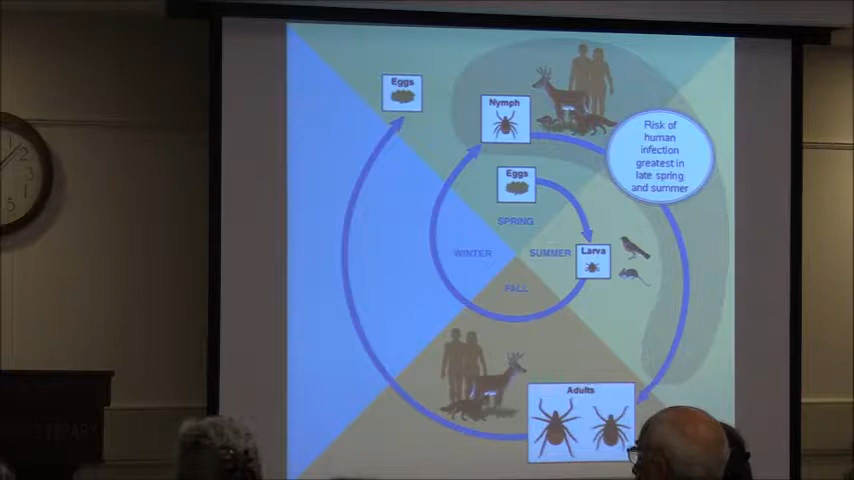 Eggs
Nymph
Risk of
human
infection
greatest in
late spring
and summer
Eggs
SPRING
WINTER
SUMMER
Larva
FALL
Adults